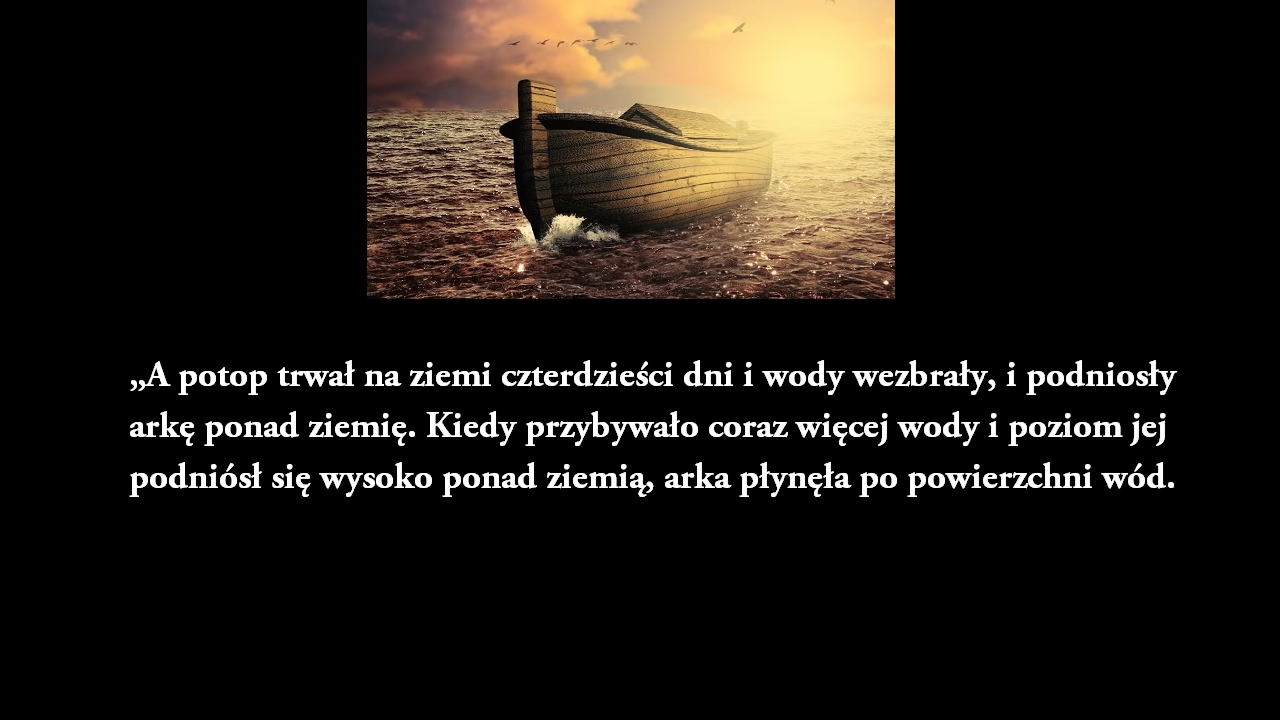 „A potop trwał na ziemi czterdzieści dni i wody wezbrały, i podniosły
arkę ponad ziemię. Kiedy przybywało coraz więcej wody i poziom jej
podniósł się wysoko ponad ziemią, arka płynęła po powierzchni wód.